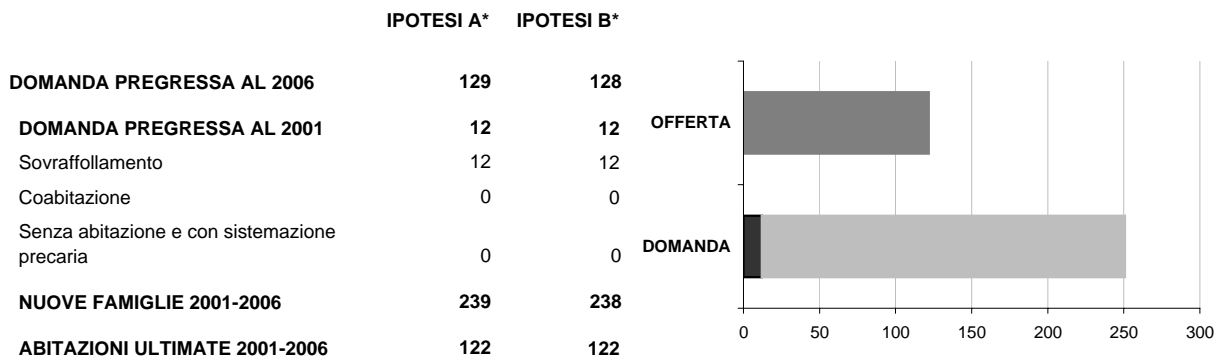 IPOTESI A* IPOTESI B*
DOMANDA PREGRESSA AL 2006 129 128
DOMANDA PREGRESSA AL 2001 12 12
Sovraffollamento 12 12
Coabitazione 0 0
Senza abitazione e con sistemazione
precaria 0 0
NUOVE FAMIGLIE 2001-2006 239 238
ABITAZIONI ULTIMATE 2001-2006 122 122
OFFERTA
DOMANDA
0 50 100 150 200 250 300